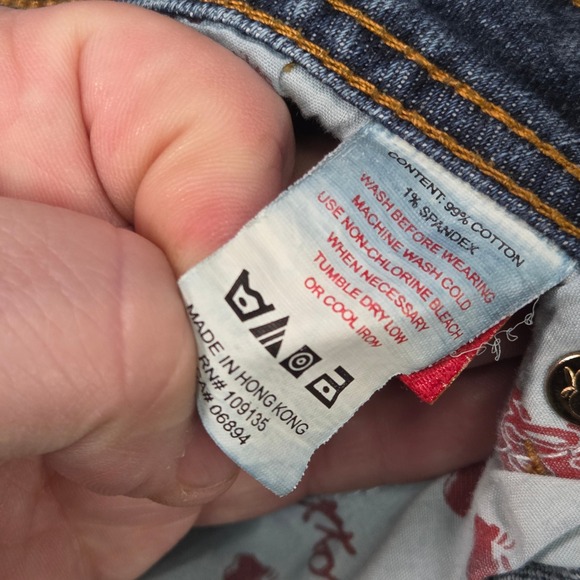 CONTENT: 99% COTTON
1% SPANDEX
WASH BEFORE WEARING
MACHINE WASH COLD
USE NON-CHLORINE BLEACH
WHEN NECESSARY
TUMBLE DRY LOW
OR COOL IRON
MADE IN HONG KONG
RN# 109135
CA# 06894